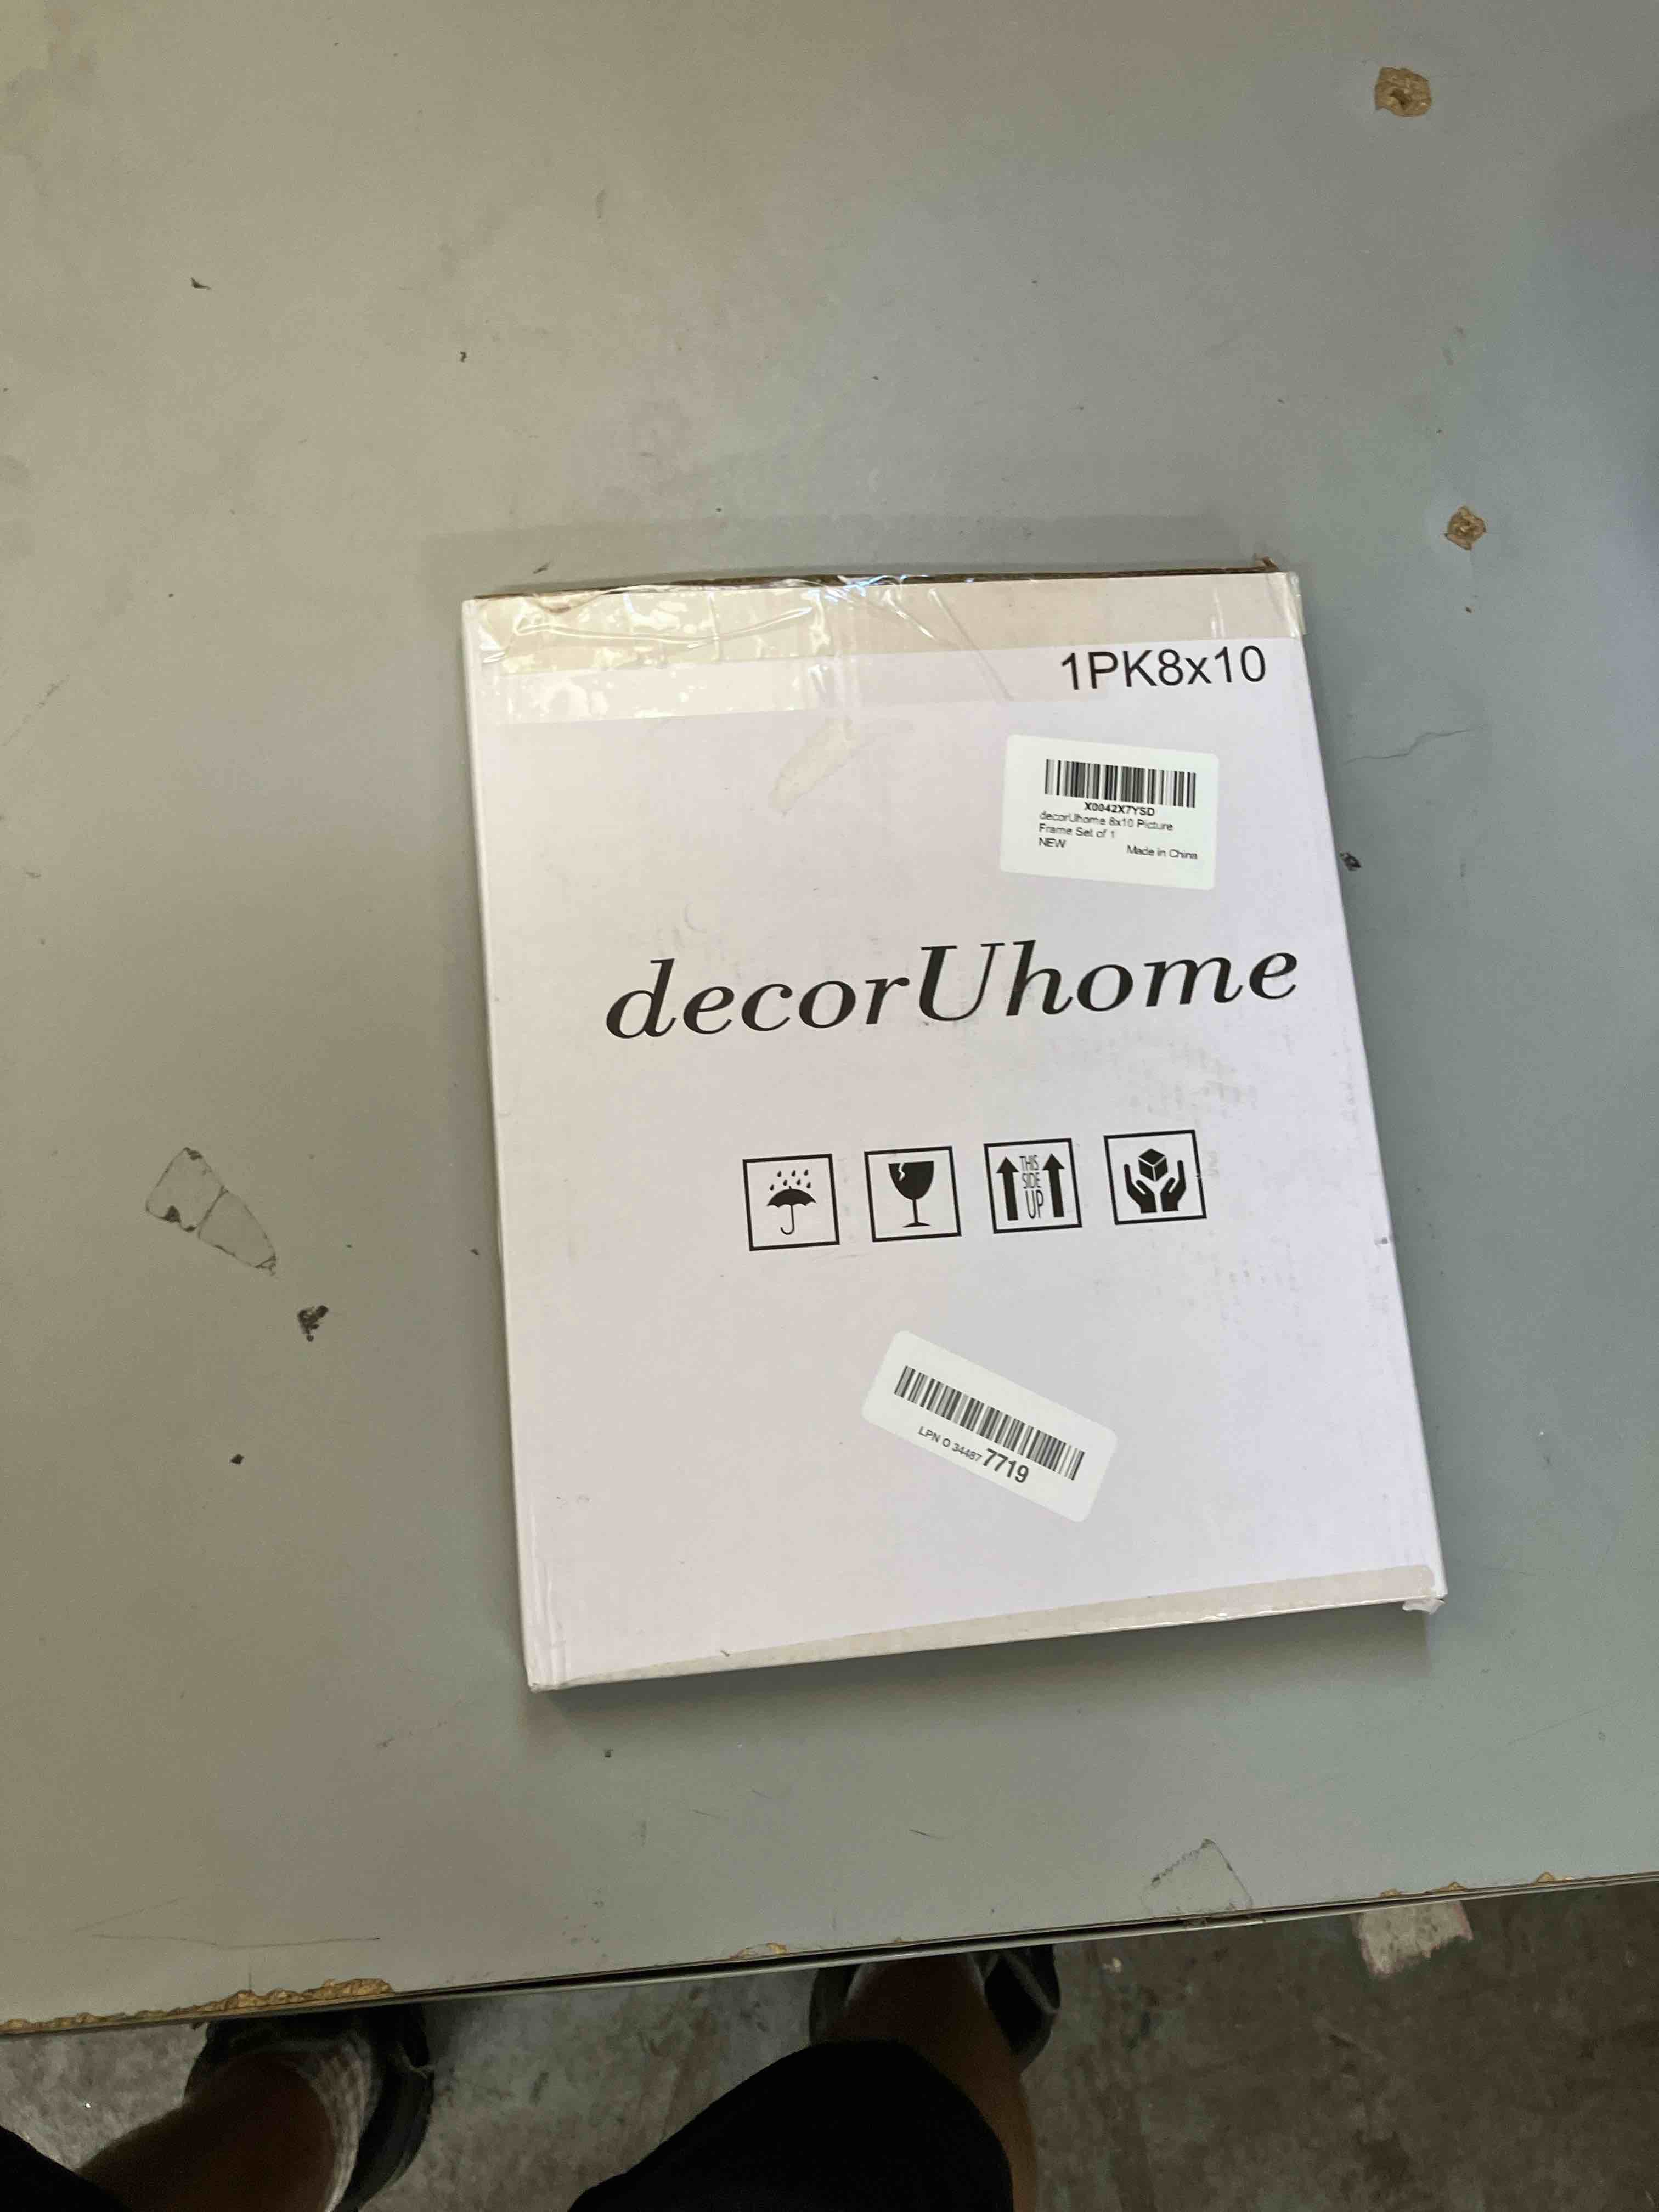 1PK8x10
X0042X7YSD
decorUhome 8x10 Picture
Frame Set of 1
NEW Made in China
decorUhome
THIS
SIDE
UP
LPN O 34487 7719